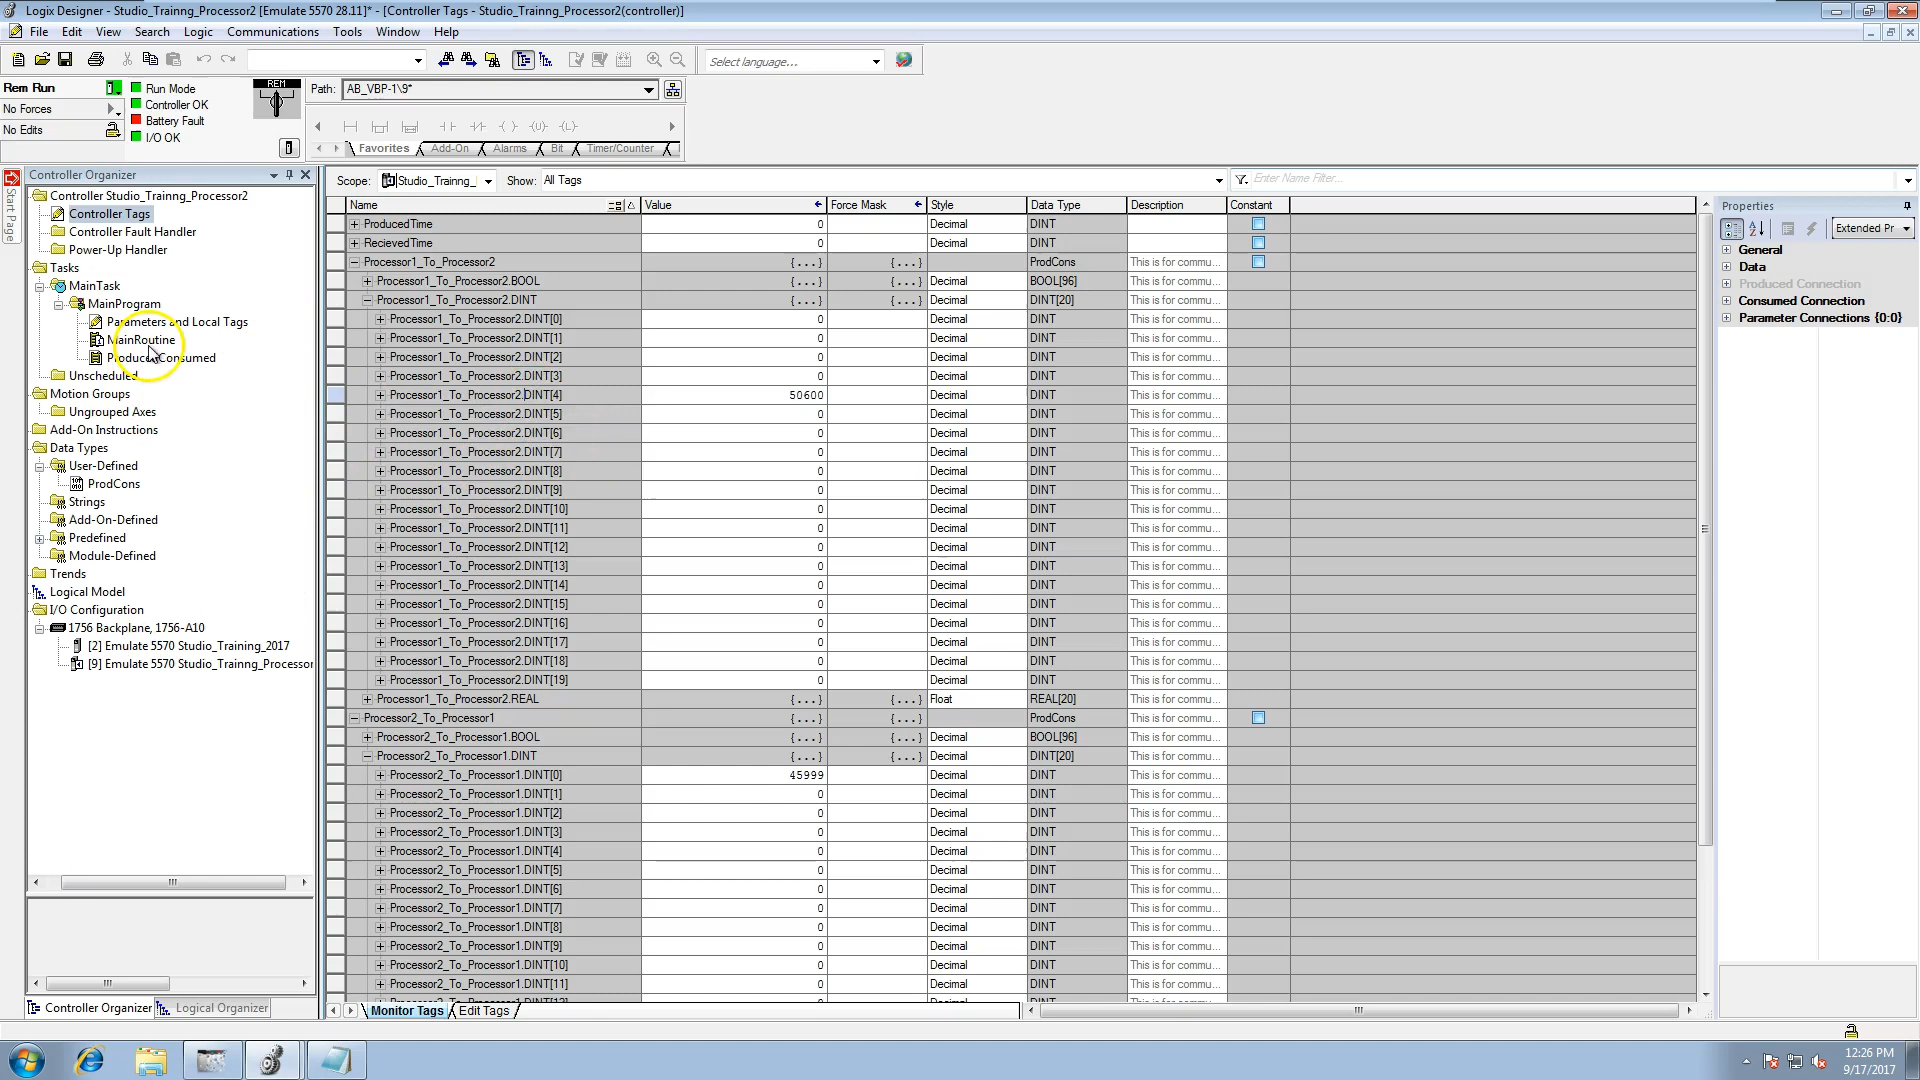 Logix Designer - Studio_Trainng_Processor2 [Emulate 5570 28.11]* - [Controller Tags - Studio_Trainng_Processor2(controller)]
File Edit View Search Logic Communications Tools Window Help
Select language...
Rem Run Run Mode REM Path: AB_VBP-1\9*
No Forces Controller OK
Battery Fault
No Edits I/O OK
Favorites Add-On Alarms Bit Timer/Counter
Start Page
Controller Organizer
Controller Studio_Trainng_Processor2
Controller Tags
Controller Fault Handler
Power-Up Handler
Tasks
MainTask
MainProgram
Parameters and Local Tags
MainRoutine
Unscheduled
Motion Groups
Ungrouped Axes
Add-On Instructions
Data Types
User-Defined
ProdCons
Strings
Add-On-Defined
Predefined
Module-Defined
Trends
Logical Model
I/O Configuration
1756 Backplane, 1756-A10
[2] Emulate 5570 Studio_Training_2017
[9] Emulate 5570 Studio_Trainng_Processor
Controller Organizer Logical Organizer
Scope: Studio_Trainng_ Show: All Tags Enter Name Filter...
Name Value Force Mask Style Data Type Description Constant
ProducedTime 0 Decimal DINT
RecievedTime 0 Decimal DINT
Processor1_To_Processor2 {...} {...} ProdCons This is for commu...
Processor1_To_Processor2.BOOL {...} {...} Decimal BOOL[96] This is for commu...
Processor1_To_Processor2.DINT {...} {...} Decimal DINT[20] This is for commu...
Processor1_To_Processor2.DINT[0] 0 Decimal DINT This is for commu...
Processor1_To_Processor2.DINT[1] 0 Decimal DINT This is for commu...
Processor1_To_Processor2.DINT[2] 0 Decimal DINT This is for commu...
Processor1_To_Processor2.DINT[3] 0 Decimal DINT This is for commu...
Processor1_To_Processor2.DINT[4] 50600 Decimal DINT This is for commu...
Processor1_To_Processor2.DINT[5] 0 Decimal DINT This is for commu...
Processor1_To_Processor2.DINT[6] 0 Decimal DINT This is for commu...
Processor1_To_Processor2.DINT[7] 0 Decimal DINT This is for commu...
Processor1_To_Processor2.DINT[8] 0 Decimal DINT This is for commu...
Processor1_To_Processor2.DINT[9] 0 Decimal DINT This is for commu...
Processor1_To_Processor2.DINT[10] 0 Decimal DINT This is for commu...
Processor1_To_Processor2.DINT[11] 0 Decimal DINT This is for commu...
Processor1_To_Processor2.DINT[12] 0 Decimal DINT This is for commu...
Processor1_To_Processor2.DINT[13] 0 Decimal DINT This is for commu...
Processor1_To_Processor2.DINT[14] 0 Decimal DINT This is for commu...
Processor1_To_Processor2.DINT[15] 0 Decimal DINT This is for commu...
Processor1_To_Processor2.DINT[16] 0 Decimal DINT This is for commu...
Processor1_To_Processor2.DINT[17] 0 Decimal DINT This is for commu...
Processor1_To_Processor2.DINT[18] 0 Decimal DINT This is for commu...
Processor1_To_Processor2.DINT[19] 0 Decimal DINT This is for commu...
Processor1_To_Processor2.REAL {...} {...} Float REAL[20] This is for commu...
Processor2_To_Processor1 {...} {...} ProdCons This is for commu...
Processor2_To_Processor1.BOOL {...} {...} Decimal BOOL[96] This is for commu...
Processor2_To_Processor1.DINT {...} {...} Decimal DINT[20] This is for commu...
Processor2_To_Processor1.DINT[0] 45999 Decimal DINT This is for commu...
Processor2_To_Processor1.DINT[1] 0 Decimal DINT This is for commu...
Processor2_To_Processor1.DINT[2] 0 Decimal DINT This is for commu...
Processor2_To_Processor1.DINT[3] 0 Decimal DINT This is for commu...
Processor2_To_Processor1.DINT[4] 0 Decimal DINT This is for commu...
Processor2_To_Processor1.DINT[5] 0 Decimal DINT This is for commu...
Processor2_To_Processor1.DINT[6] 0 Decimal DINT This is for commu...
Processor2_To_Processor1.DINT[7] 0 Decimal DINT This is for commu...
Processor2_To_Processor1.DINT[8] 0 Decimal DINT This is for commu...
Processor2_To_Processor1.DINT[9] 0 Decimal DINT This is for commu...
Processor2_To_Processor1.DINT[10] 0 Decimal DINT This is for commu...
Processor2_To_Processor1.DINT[11] 0 Decimal DINT This is for commu...
Monitor Tags Edit Tags
Properties
Extended Pr
General
Data
Produced Connection
Consumed Connection
Parameter Connections {0:0}
12:26 PM
9/17/2017